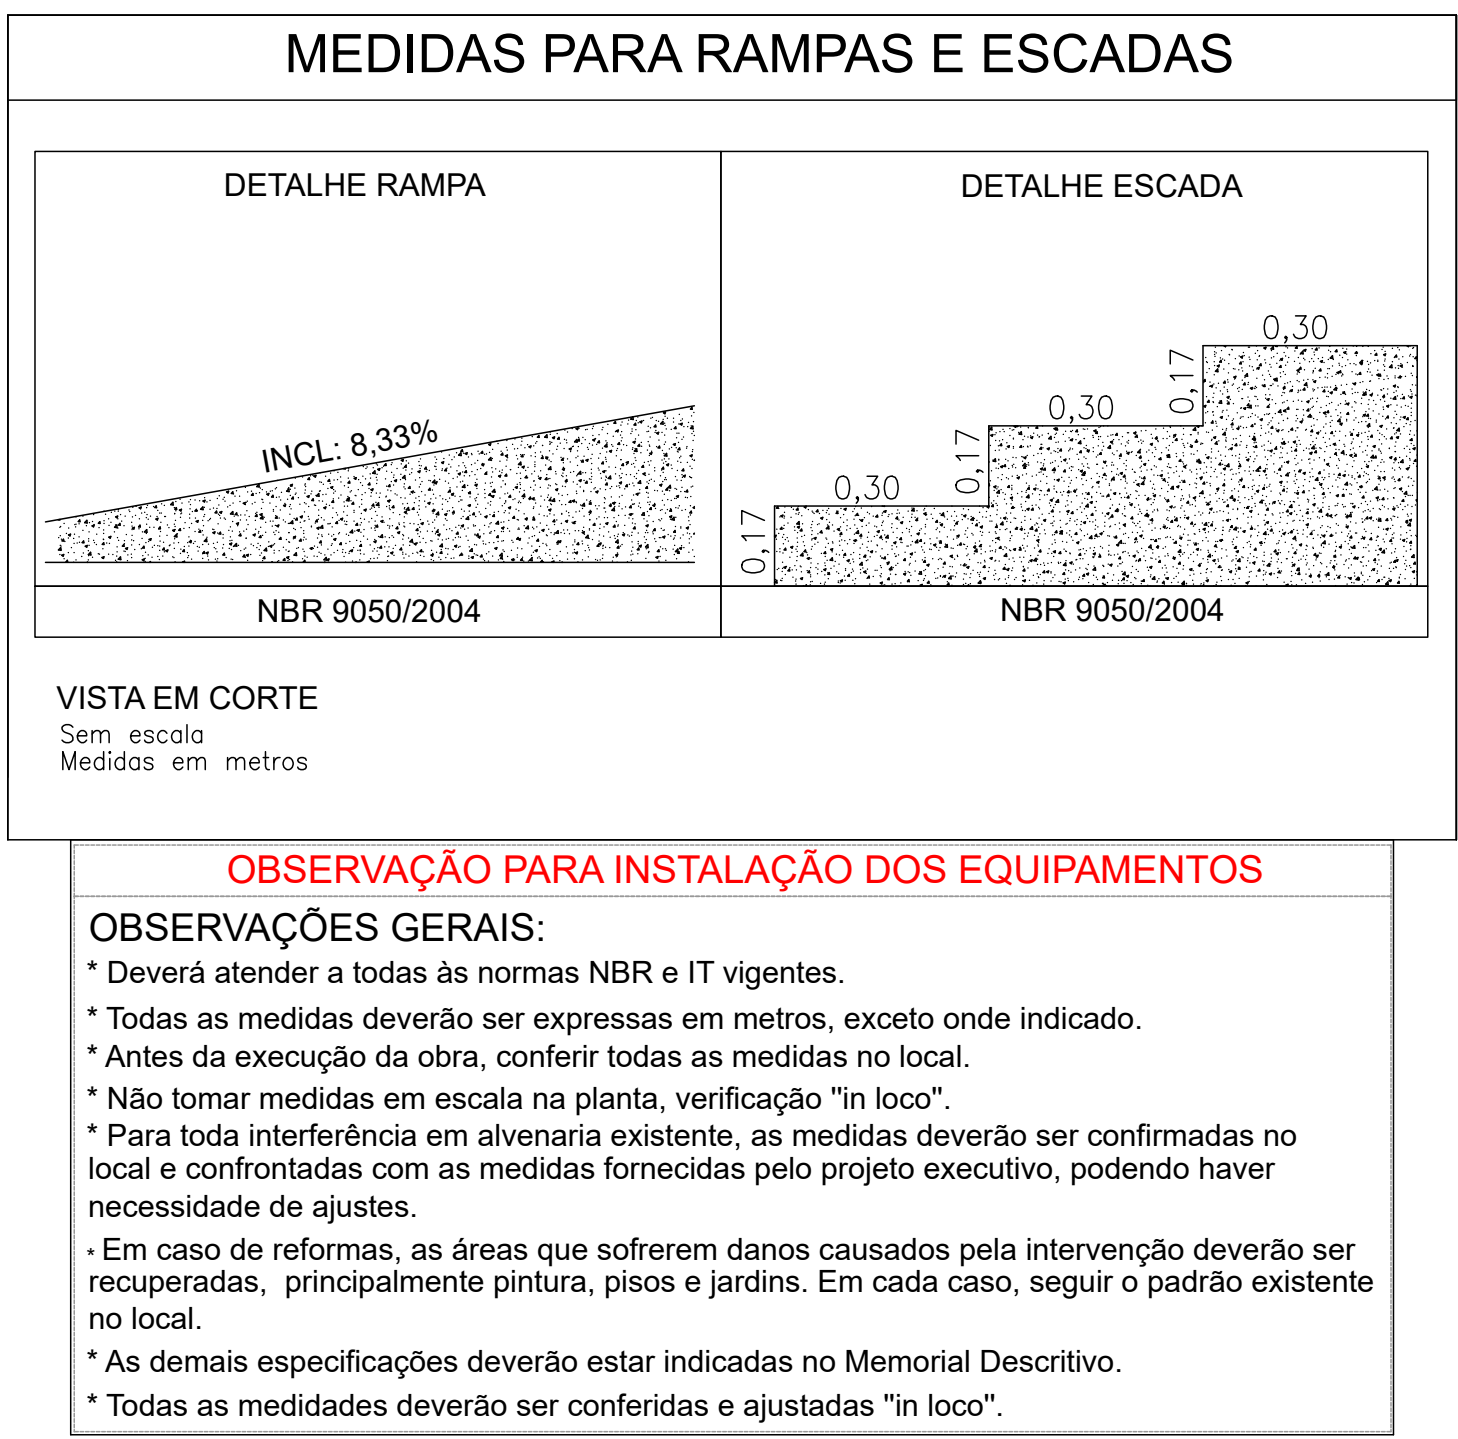 MEDIDAS PARA RAMPAS E ESCADAS
DETALHE RAMPA
INCL: 8,33%
NBR 9050/2004
DETALHE ESCADA
0,17
0,30
0,17
0,30
0,17
0,30
NBR 9050/2004
VISTA EM CORTE
Sem escala
Medidas em metros
OBSERVAÇÃO PARA INSTALAÇÃO DOS EQUIPAMENTOS
OBSERVAÇÕES GERAIS:
* Deverá atender a todas às normas NBR e IT vigentes.
* Todas as medidas deverão ser expressas em metros, exceto onde indicado.
* Antes da execução da obra, conferir todas as medidas no local.
* Não tomar medidas em escala na planta, verificação "in loco".
* Para toda interferência em alvenaria existente, as medidas deverão ser confirmadas no
local e confrontadas com as medidas fornecidas pelo projeto executivo, podendo haver
necessidade de ajustes.
* Em caso de reformas, as áreas que sofrerem danos causados pela intervenção deverão ser
recuperadas, principalmente pintura, pisos e jardins. Em cada caso, seguir o padrão existente
no local.
* As demais especificações deverão estar indicadas no Memorial Descritivo.
* Todas as medidades deverão ser conferidas e ajustadas "in loco".